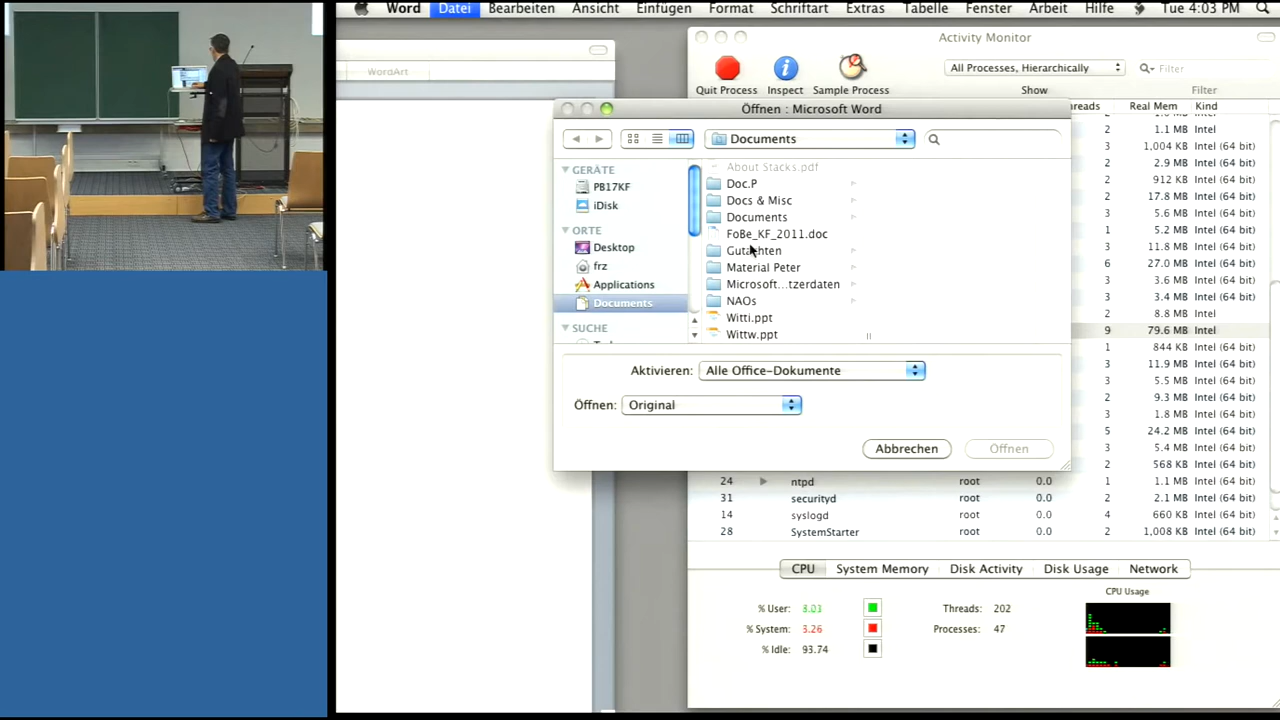 Word Datei Bearbeiten Ansicht Einfügen Format Schriftart Extras Tabelle Fenster Arbeit Hilfe Tue 4:03 PM
WordArt
Activity Monitor
All Processes, Hierarchically
Filter
Quit Process Inspect Sample Process Show Filter
Öffnen : Microsoft Word
Documents
GERÄTE
PB17KF
iDisk
ORTE
Desktop
frz
Applications
Documents
SUCHE
About Stacks.pdf
Doc.P
Docs & Misc
Documents
FoBe_KF_2011.doc
Gutachten
Material Peter
Microsoft...tzerdaten
NAOs
Witti.ppt
Wittw.ppt
Aktivieren: Alle Office-Dokumente
Öffnen: Original
Abbrechen Öffnen
hreads Real Mem Kind
1.1 MB Intel
3 1,004 KB Intel (64 bit)
2 2.9 MB Intel (64 bit)
2 912 KB Intel (64 bit)
2 17.8 MB Intel (64 bit)
3 5.6 MB Intel (64 bit)
1 5.2 MB Intel (64 bit)
3 11.8 MB Intel (64 bit)
6 27.0 MB Intel (64 bit)
3 3.6 MB Intel (64 bit)
3 3.4 MB Intel (64 bit)
2 8.8 MB Intel
9 79.6 MB Intel
1 844 KB Intel (64 bit)
3 11.9 MB Intel (64 bit)
3 5.5 MB Intel (64 bit)
2 9.3 MB Intel (64 bit)
3 1.8 MB Intel (64 bit)
5 24.2 MB Intel (64 bit)
3 5.4 MB Intel (64 bit)
2 568 KB Intel (64 bit)
24 ntpd root 0.0 1 1.1 MB Intel (64 bit)
31 securityd root 0.0 2 2.1 MB Intel (64 bit)
14 syslogd root 0.0 4 660 KB Intel (64 bit)
28 SystemStarter root 0.0 2 1,008 KB Intel (64 bit)
CPU System Memory Disk Activity Disk Usage Network
CPU Usage
% User: 3.01 Threads: 202
% System: 3.26 Processes: 47
% Idle: 93.74